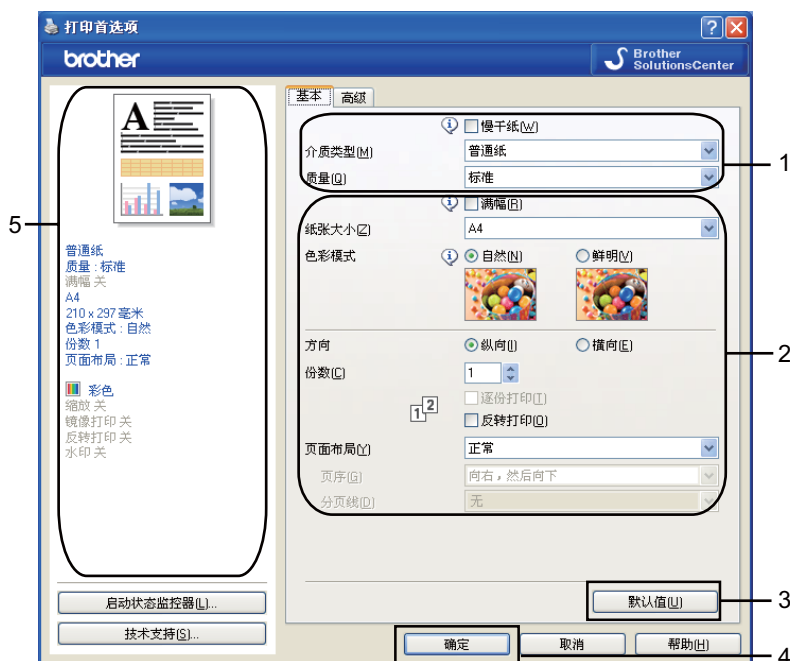 打印首选项
brother
Brother
SolutionsCenter
基本 高级
慢干纸(W)
介质类型(M) 普通纸
质量(Q) 标准
1
满幅(R)
纸张大小(Z) A4
色彩模式 自然(N) 鲜明(V)
方向 纵向(I) 横向(E)
份数(C) 1
逐份打印(T)
12
反转打印(O)
页面布局(Y) 正常
页序(G) 向右，然后向下
分页线(D) 无
2
5
A
普通纸
质量 : 标准
满幅 关
A4
210 x 297 毫米
色彩模式 : 自然
份数 1
页面布局 : 正常
彩色
缩放 关
镜像打印 关
反转打印 关
水印 关
启动状态监控器(L)...
技术支持(S)...
默认值(U)
3
确定 取消 帮助(H)
4